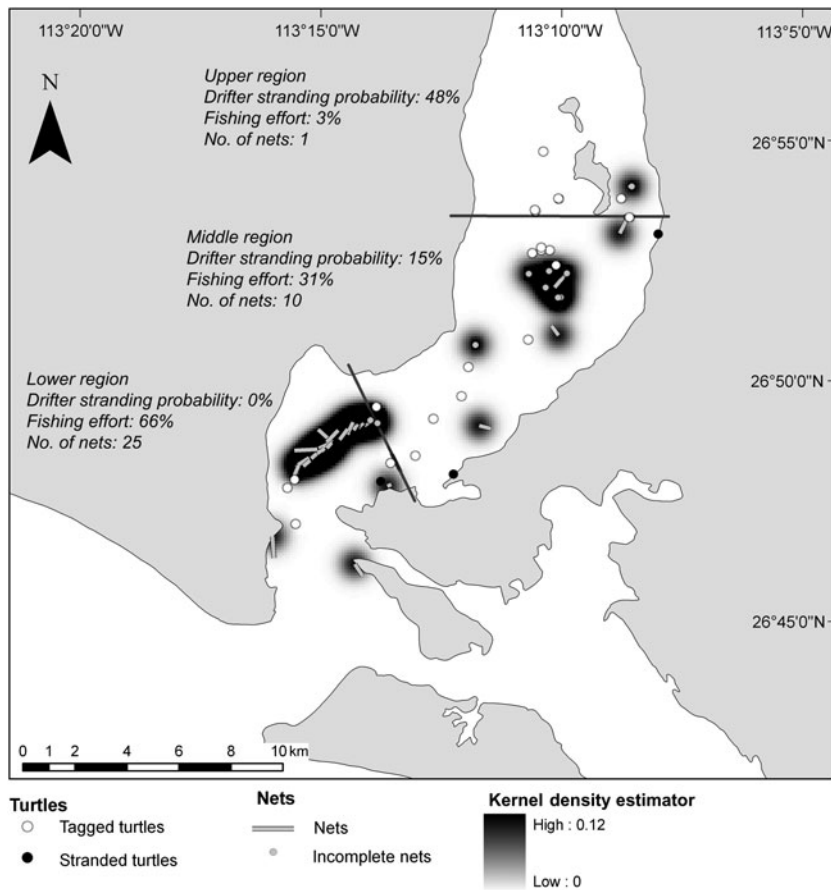 113°20'0"W 113°15'0"W 113°10'0"W 113°5'0"W
Upper region
Drifter stranding probability: 48%
Fishing effort: 3%
No. of nets: 1
N
26°55'0"N
Middle region
Drifter stranding probability: 15%
Fishing effort: 31%
No. of nets: 10
26°50'0"N
Lower region
Drifter stranding probability: 0%
Fishing effort: 66%
No. of nets: 25
26°45'0"N
0 1 2 4 6 8 10 km
Turtles
Tagged turtles
Stranded turtles
Nets
Nets
Incomplete nets
Kernel density estimator
High : 0.12
Low : 0